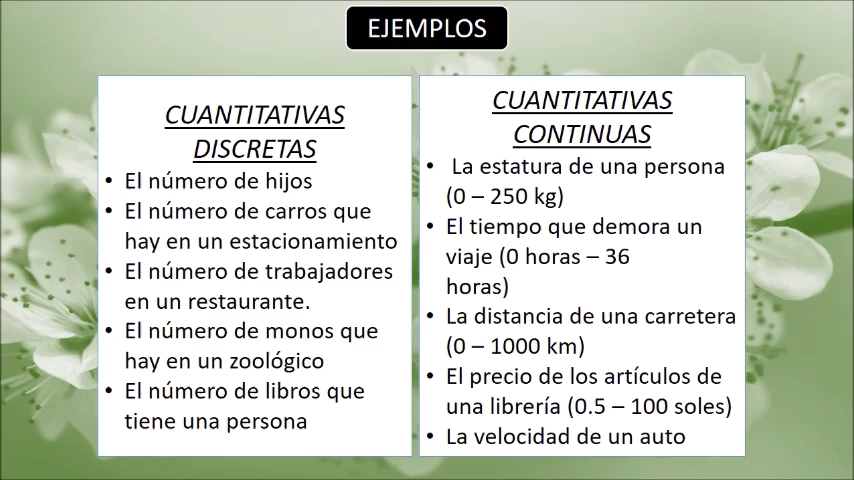 EJEMPLOS
CUANTITATIVAS
DISCRETAS
• El número de hijos
• El número de carros que
hay en un estacionamiento
• El número de trabajadores
en un restaurante.
• El número de monos que
hay en un zoológico
• El número de libros que
tiene una persona
CUANTITATIVAS
CONTINUAS
• La estatura de una persona
(0 – 250 kg)
• El tiempo que demora un
viaje (0 horas – 36
horas)
• La distancia de una carretera
(0 – 1000 km)
• El precio de los artículos de
una librería (0.5 – 100 soles)
• La velocidad de un auto